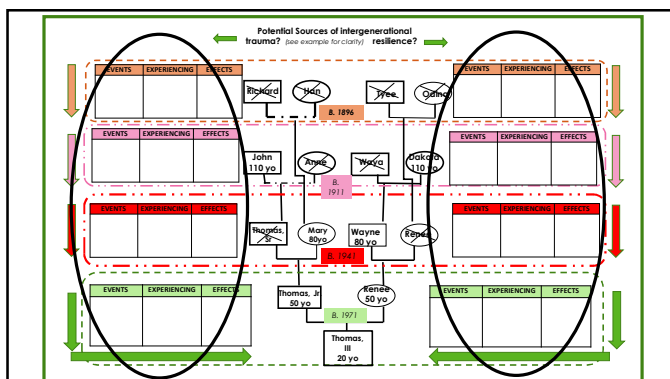 Potential Sources of intergenerational
trauma? (see example for clarity) resilience?
EVENTS EXPERIENCING EFFECTS
EVENTS EXPERIENCING EFFECTS
Richard
Han
Tyee
Odina
B. 1896
EVENTS EXPERIENCING EFFECTS
EVENTS EXPERIENCING EFFECTS
John
110 yo
Anne
Waya
Dakota
110 yo
B.
1911
EVENTS EXPERIENCING EFFECTS
EVENTS EXPERIENCING EFFECTS
Thomas,
Sr
Mary
80yo
Wayne
80 yo
B. 1941
EVENTS EXPERIENCING EFFECTS
EVENTS EXPERIENCING EFFECTS
Thomas, Jr
50 yo
Renee
50 yo
B. 1971
Thomas,
III
20 yo